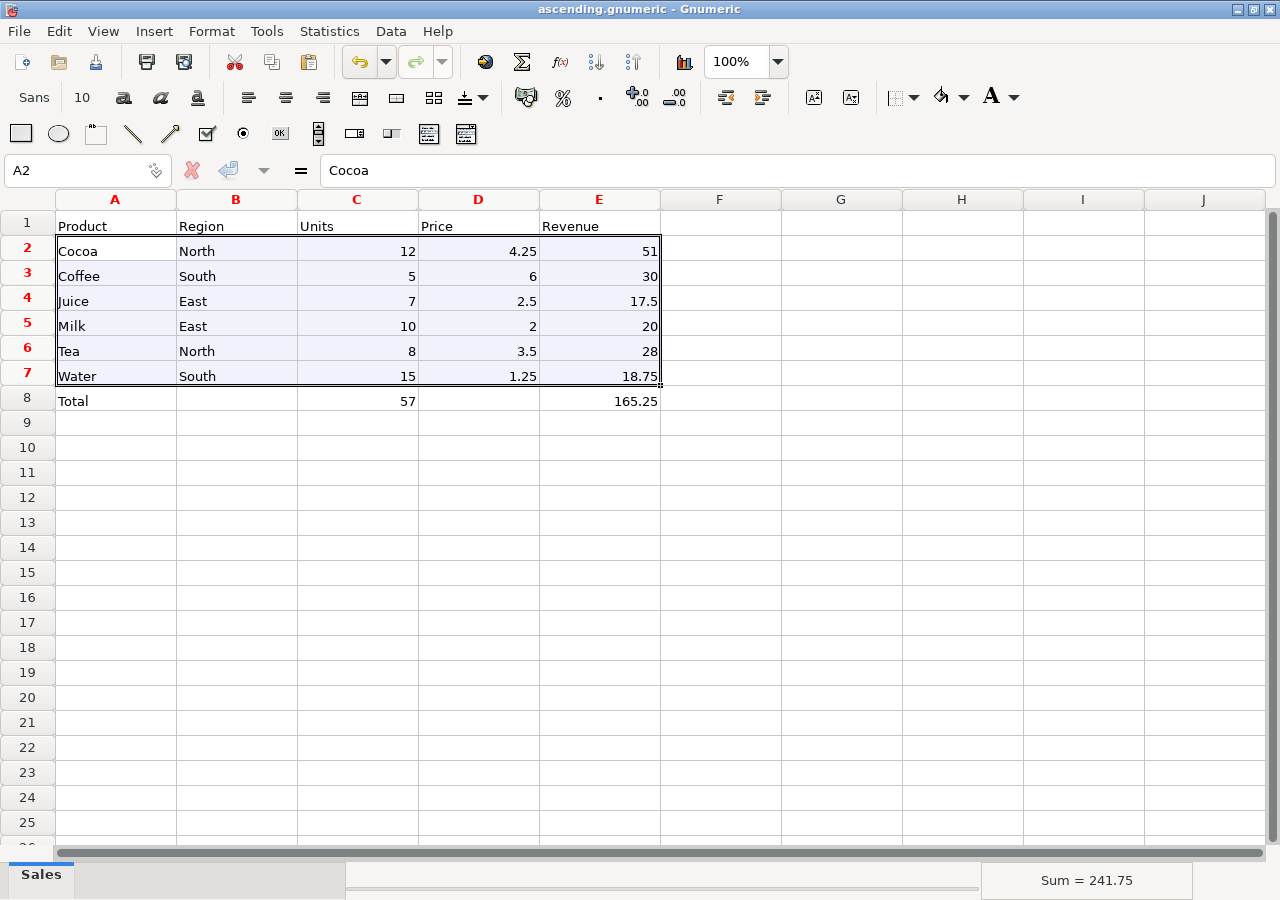 ascending.gnumeric - Gnumeric
File Edit View Insert Format Tools Statistics Data Help
100%
Sans 10
OK
A2 Cocoa
A B C D E F G H I J
1 Product Region Units Price Revenue
2 Cocoa North 12 4.25 51
3 Coffee South 5 6 30
4 Juice East 7 2.5 17.5
5 Milk East 10 2 20
6 Tea North 8 3.5 28
7 Water South 15 1.25 18.75
8 Total 57 165.25
9
10
11
12
13
14
15
16
17
18
19
20
21
22
23
24
25
Sales Sum = 241.75